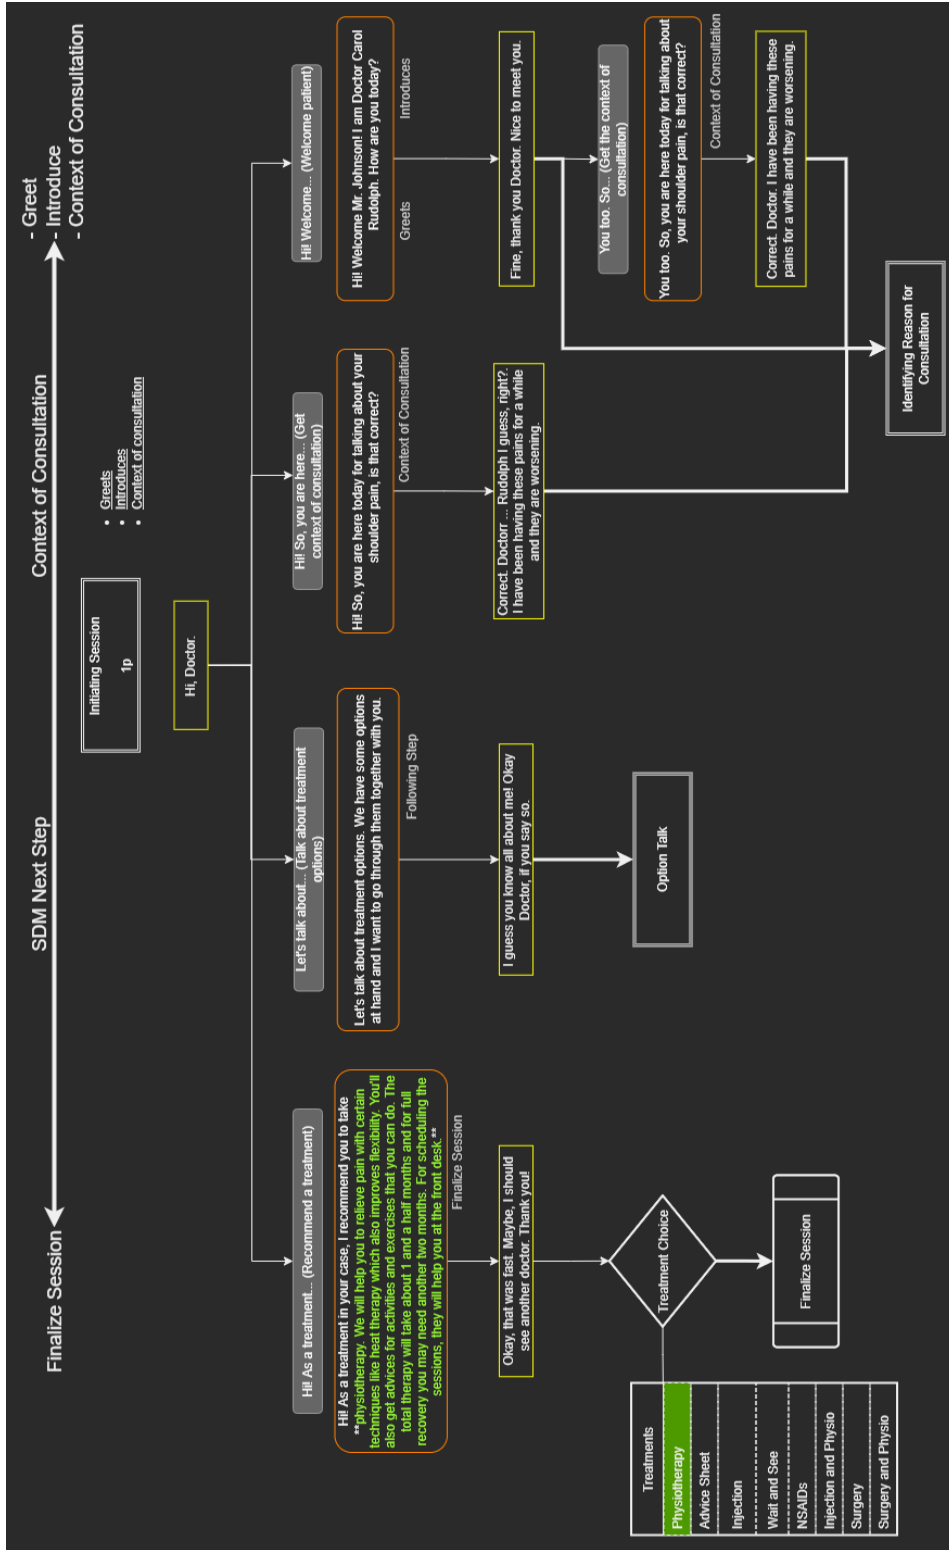 Finalize Session
SDM Next Step
Context of Consultation
- Greet
- Introduce
- Context of Consultation
Initiating Session
1p
• Greets
• Introduces
• Context of consultation
Hi, Doctor.
Hi! As a treatment... (Recommend a treatment)
Let's talk about... (Talk about treatment
options)
Hi! So, you are here... (Get
context of consultation)
Hi! Welcome... (Welcome patient)
Hi! As a treatment in your case, I recommend you to take
**physiotherapy. We will help you to relieve pain with certain
techniques like heat therapy which also improves flexibility. You'll
also get advices for activities and exercises that you can do. The
total therapy will take about 1 and a half months and for full
recovery you may need another two months. For scheduling the
sessions, they will help you at the front desk.**
Let's talk about treatment options. We have some options
at hand and I want to go through them together with you.
Hi! So, you are here today for talking about your
shoulder pain, is that correct?
Hi! Welcome Mr. Johnson! I am Doctor Carol
Rudolph. How are you today?
Finalize Session
Following Step
Context of Consultation
Greets
Introduces
Okay, that was fast. Maybe, I should
see another doctor. Thank you!
I guess you know all about me! Okay
Doctor, if you say so.
Correct. Doctorr ... Rudolph I guess, right?.
I have been having these pains for a while
and they are worsening.
Fine, thank you Doctor. Nice to meet you.
You too. So... (Get the context of
consultation)
You too. So, you are here today for talking about
your shoulder pain, is that correct?
Context of Consultation
Correct. Doctor. I have been having these
pains for a while and they are worsening.
Treatments
Physiotherapy
Advice Sheet
Injection
Wait and See
NSAIDs
Injection and Physio
Surgery
Surgery and Physio
Treatment Choice
Finalize Session
Option Talk
Identifying Reason for
Consultation